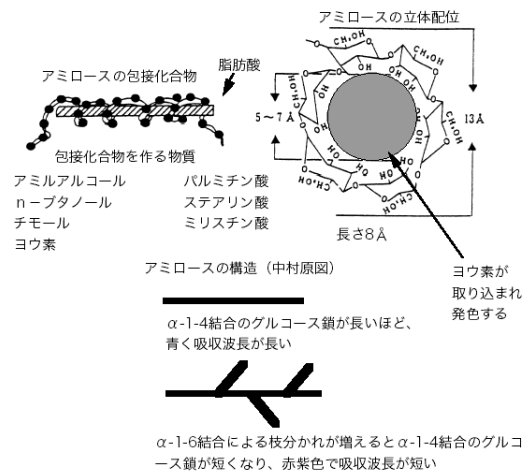 アミロースの立体配位
CH₂OH
CH₂OH
CH₂OH
CH₂OH
CH₂OH
CH₂OH
OH
OH
OH
OH
OH
OH
OH
5〜7Å
13Å
長さ8Å
脂肪酸
アミロースの包接化合物
包接化合物を作る物質
アミルアルコール パルミチン酸
n－ブタノール ステアリン酸
チモール ミリスチン酸
ヨウ素
ヨウ素が
取り込まれ
発色する
アミロースの構造（中村原図）
α-1-4結合のグルコース鎖が長いほど、
青く吸収波長が長い
α-1-6結合による枝分かれが増えるとα-1-4結合のグルコ
ース鎖が短くなり、赤紫色で吸収波長が短い